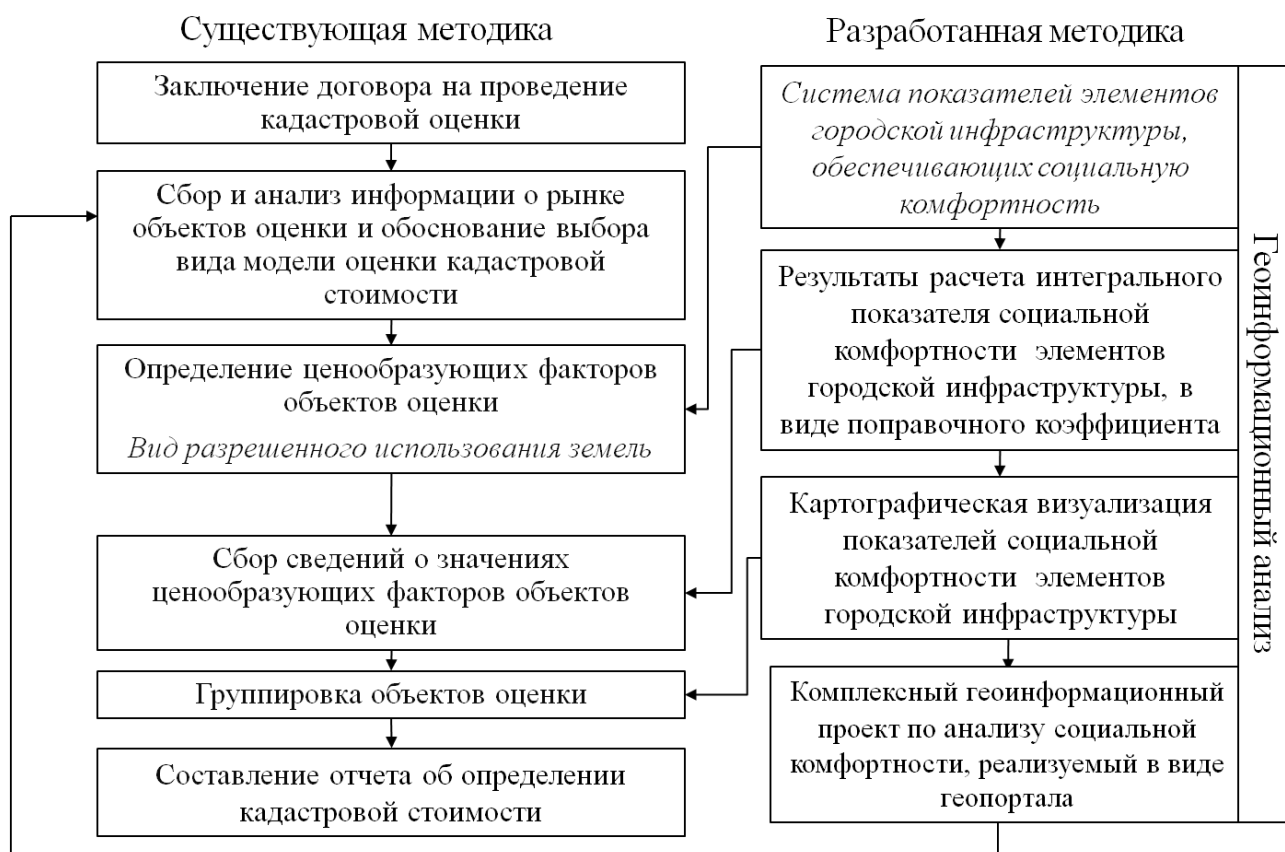 Существующая методика
Заключение договора на проведение
кадастровой оценки
Сбор и анализ информации о рынке
объектов оценки и обоснование выбора
вида модели оценки кадастровой
стоимости
Определение ценообразующих факторов
объектов оценки
Вид разрешенного использования земель
Сбор сведений о значениях
ценообразующих факторов объектов
оценки
Группировка объектов оценки
Составление отчета об определении
кадастровой стоимости
Разработанная методика
Система показателей элементов
городской инфраструктуры,
обеспечивающих социальную
комфортность
Результаты расчета интегрального
показателя социальной
комфортности элементов
городской инфраструктуры, в
виде поправочного коэффициента
Картографическая визуализация
показателей социальной
комфортности элементов
городской инфраструктуры
Комплексный геоинформационный
проект по анализу социальной
комфортности, реализуемый в виде
геопортала
Геоинформационный анализ